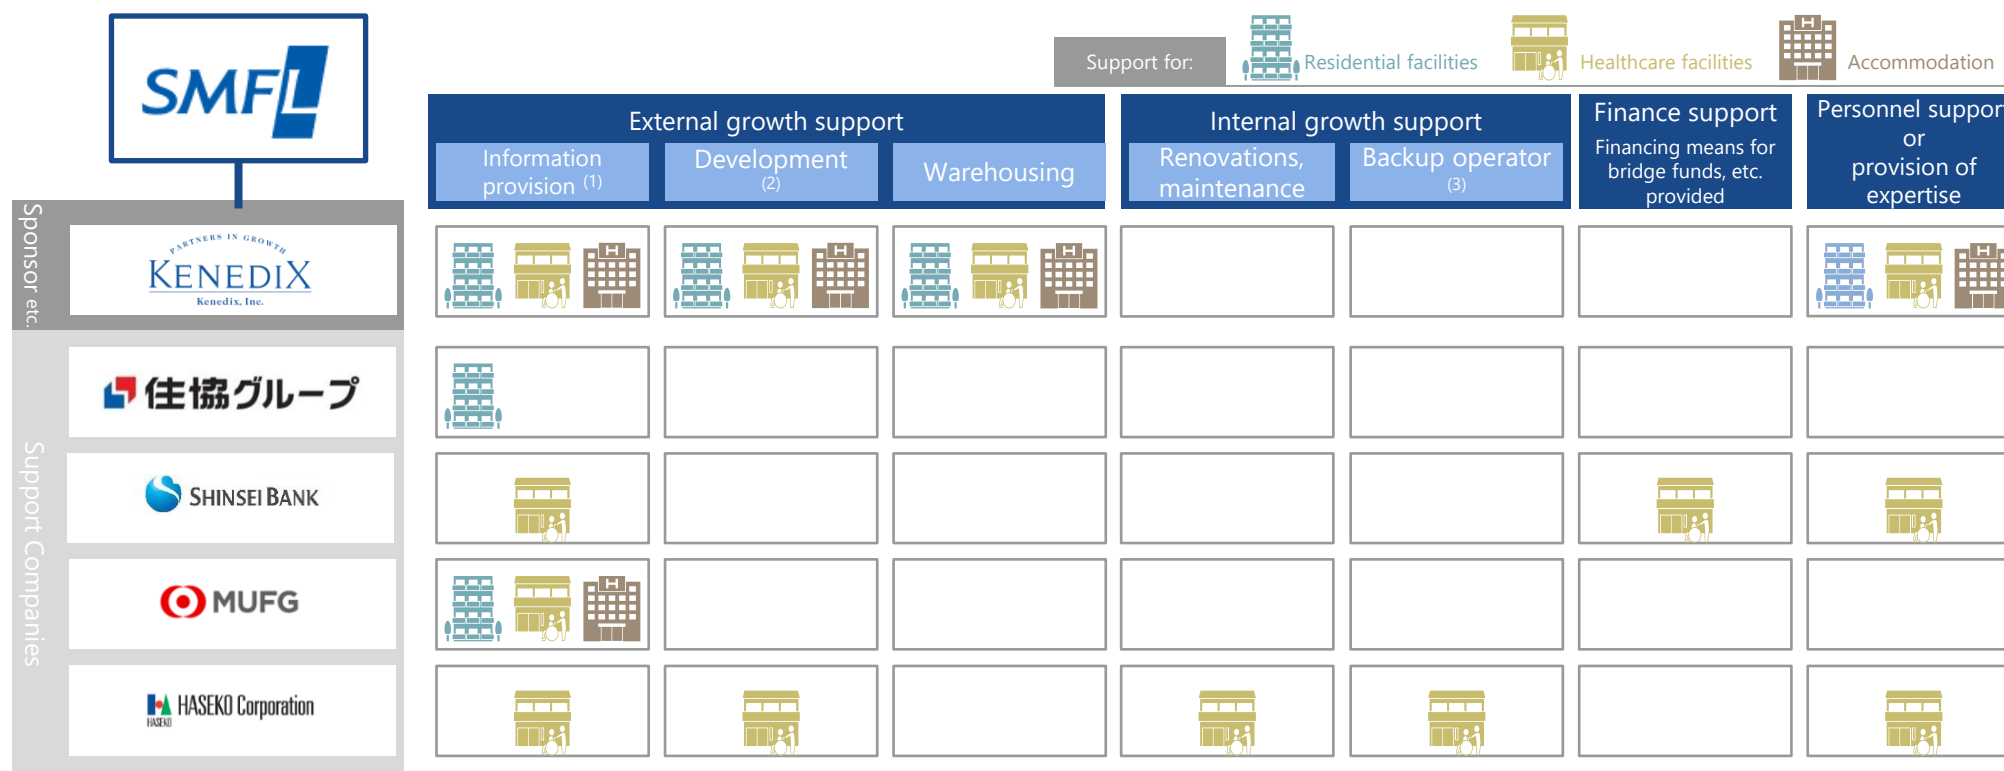 SMFL
Support for:
Residential facilities
Healthcare facilities
H
Accommodation
External growth support
Internal growth support
Finance support
Financing means for
bridge funds, etc.
provided
Personnel support
or
provision of
expertise
Information
provision (1)
Development
(2)
Warehousing
Renovations,
maintenance
Backup operator
(3)
Sponsor etc.
PARTNERS IN GROWTH
KENEDIX
Kenedix, Inc.
H
H
H
H
Support Companies
住協グループ
SHINSEI BANK
MUFG
H
HASEKO
HASEKO Corporation